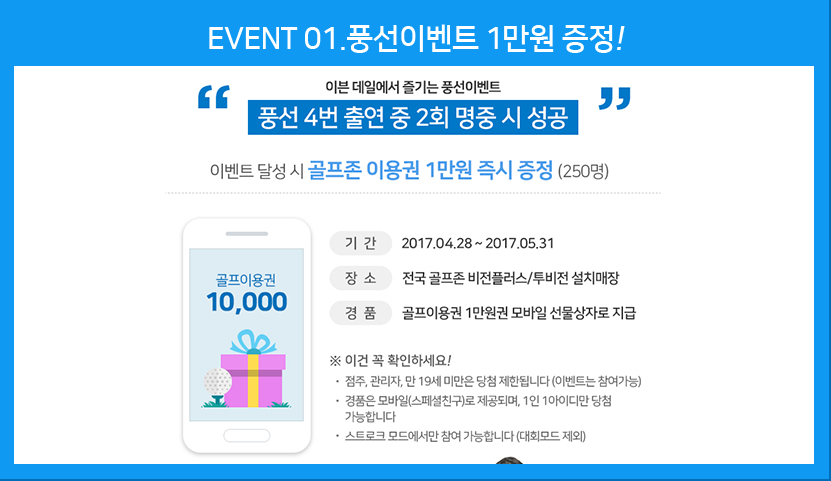 EVENT 01.풍선이벤트 1만원 증정!
이븐 데일에서 즐기는 풍선이벤트
“ 풍선 4번 출연 중 2회 명중 시 성공 ”
이벤트 달성 시 골프존 이용권 1만원 즉시 증정 (250명)
골프이용권
10,000
기 간 2017.04.28 ~ 2017.05.31
장 소 전국 골프존 비전플러스/투비전 설치매장
경 품 골프이용권 1만원권 모바일 선물상자로 지급
※ 이건 꼭 확인하세요!
· 점주, 관리자, 만 19세 미만은 당첨 제한됩니다 (이벤트는 참여가능)
· 경품은 모바일(스페셜친구)로 제공되며, 1인 1아이디만 당첨
가능합니다
· 스트로크 모드에서만 참여 가능합니다 (대회모드 제외)